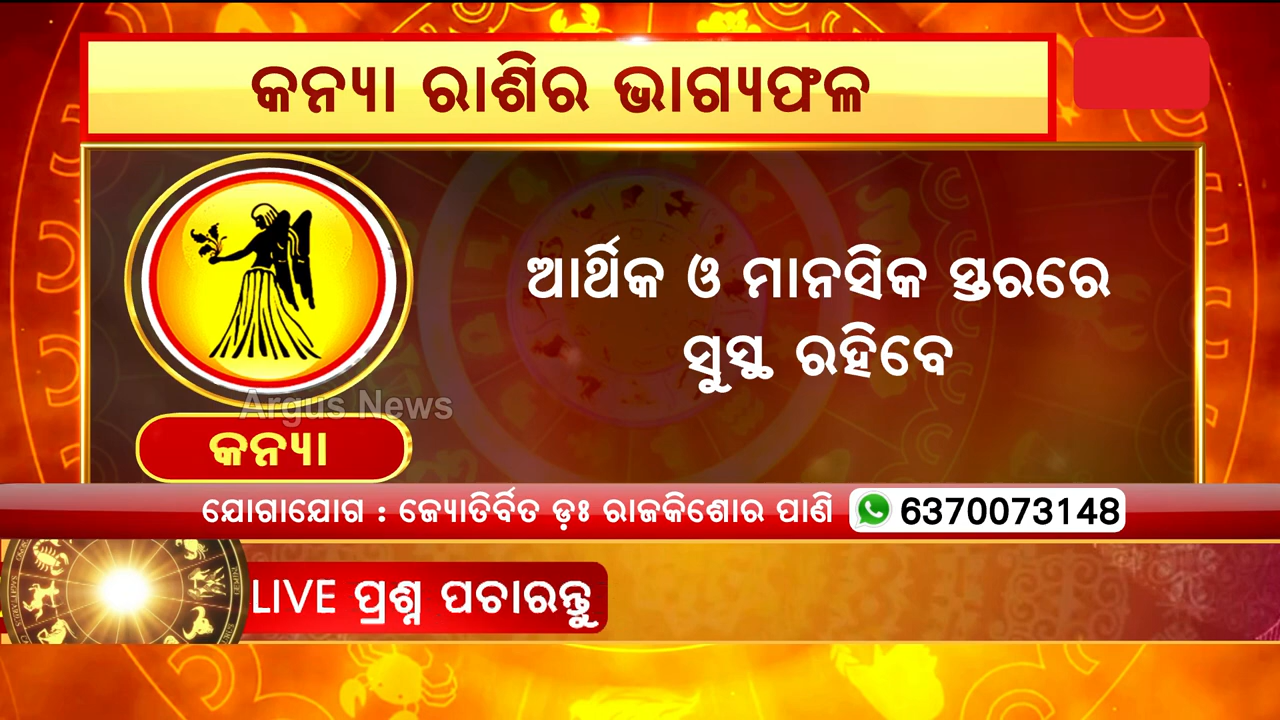 କନ୍ୟା ରାଶିର ଭାଗ୍ୟଫଳ
ଆର୍ଥିକ ଓ ମାନସିକ ସ୍ତରରେ
ସୁସ୍ଥ ରହିବେ
Argus News
କନ୍ୟା
ଯୋଗାଯୋଗ : ଜ୍ୟୋତିର୍ବିତ ଡ଼ଃ ରାଜକିଶୋର ପାଣି 6370073148
LIVE ପ୍ରଶ୍ନ ପଚାରନ୍ତୁ